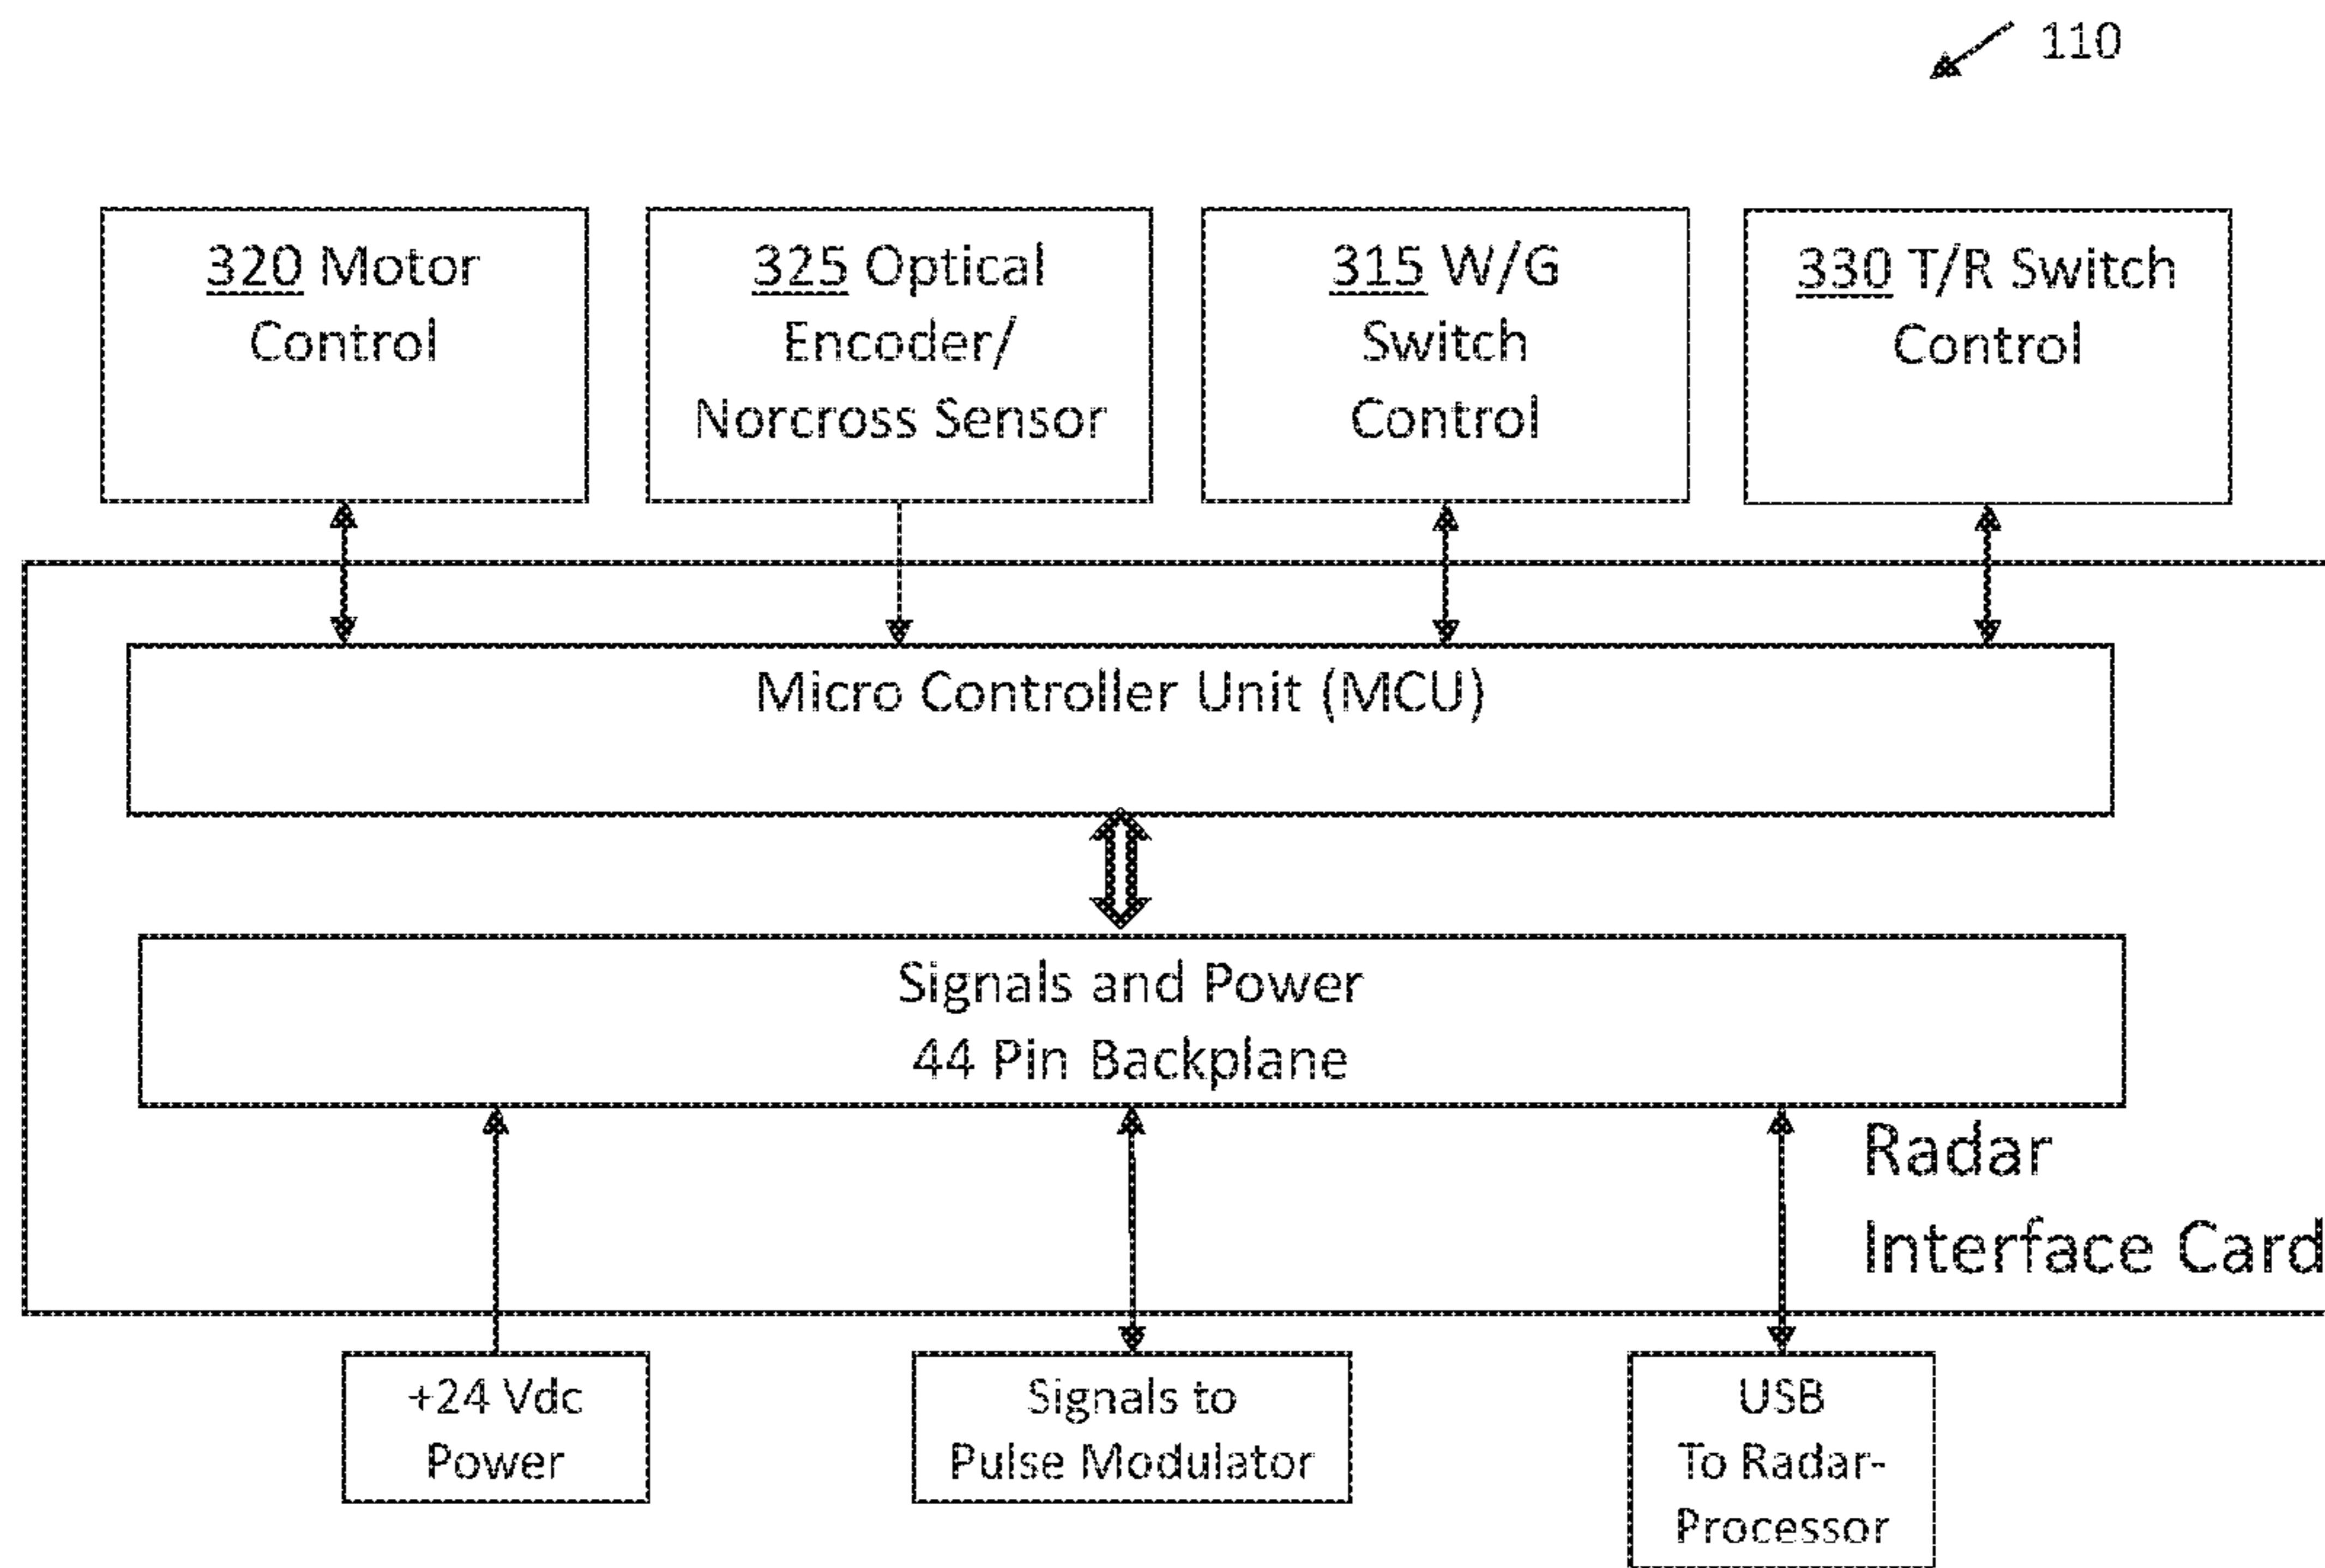 110
320 Motor
Control
325 Optical
Encoder/
Norcross Sensor
315 W/G
Switch
Control
330 T/R Switch
Control
Micro Controller Unit (MCU)
Signals and Power
44 Pin Backplane
Radar
Interface Card
+24 Vdc
Power
Signals to
Pulse Modulator
USB
To Radar-
Processor